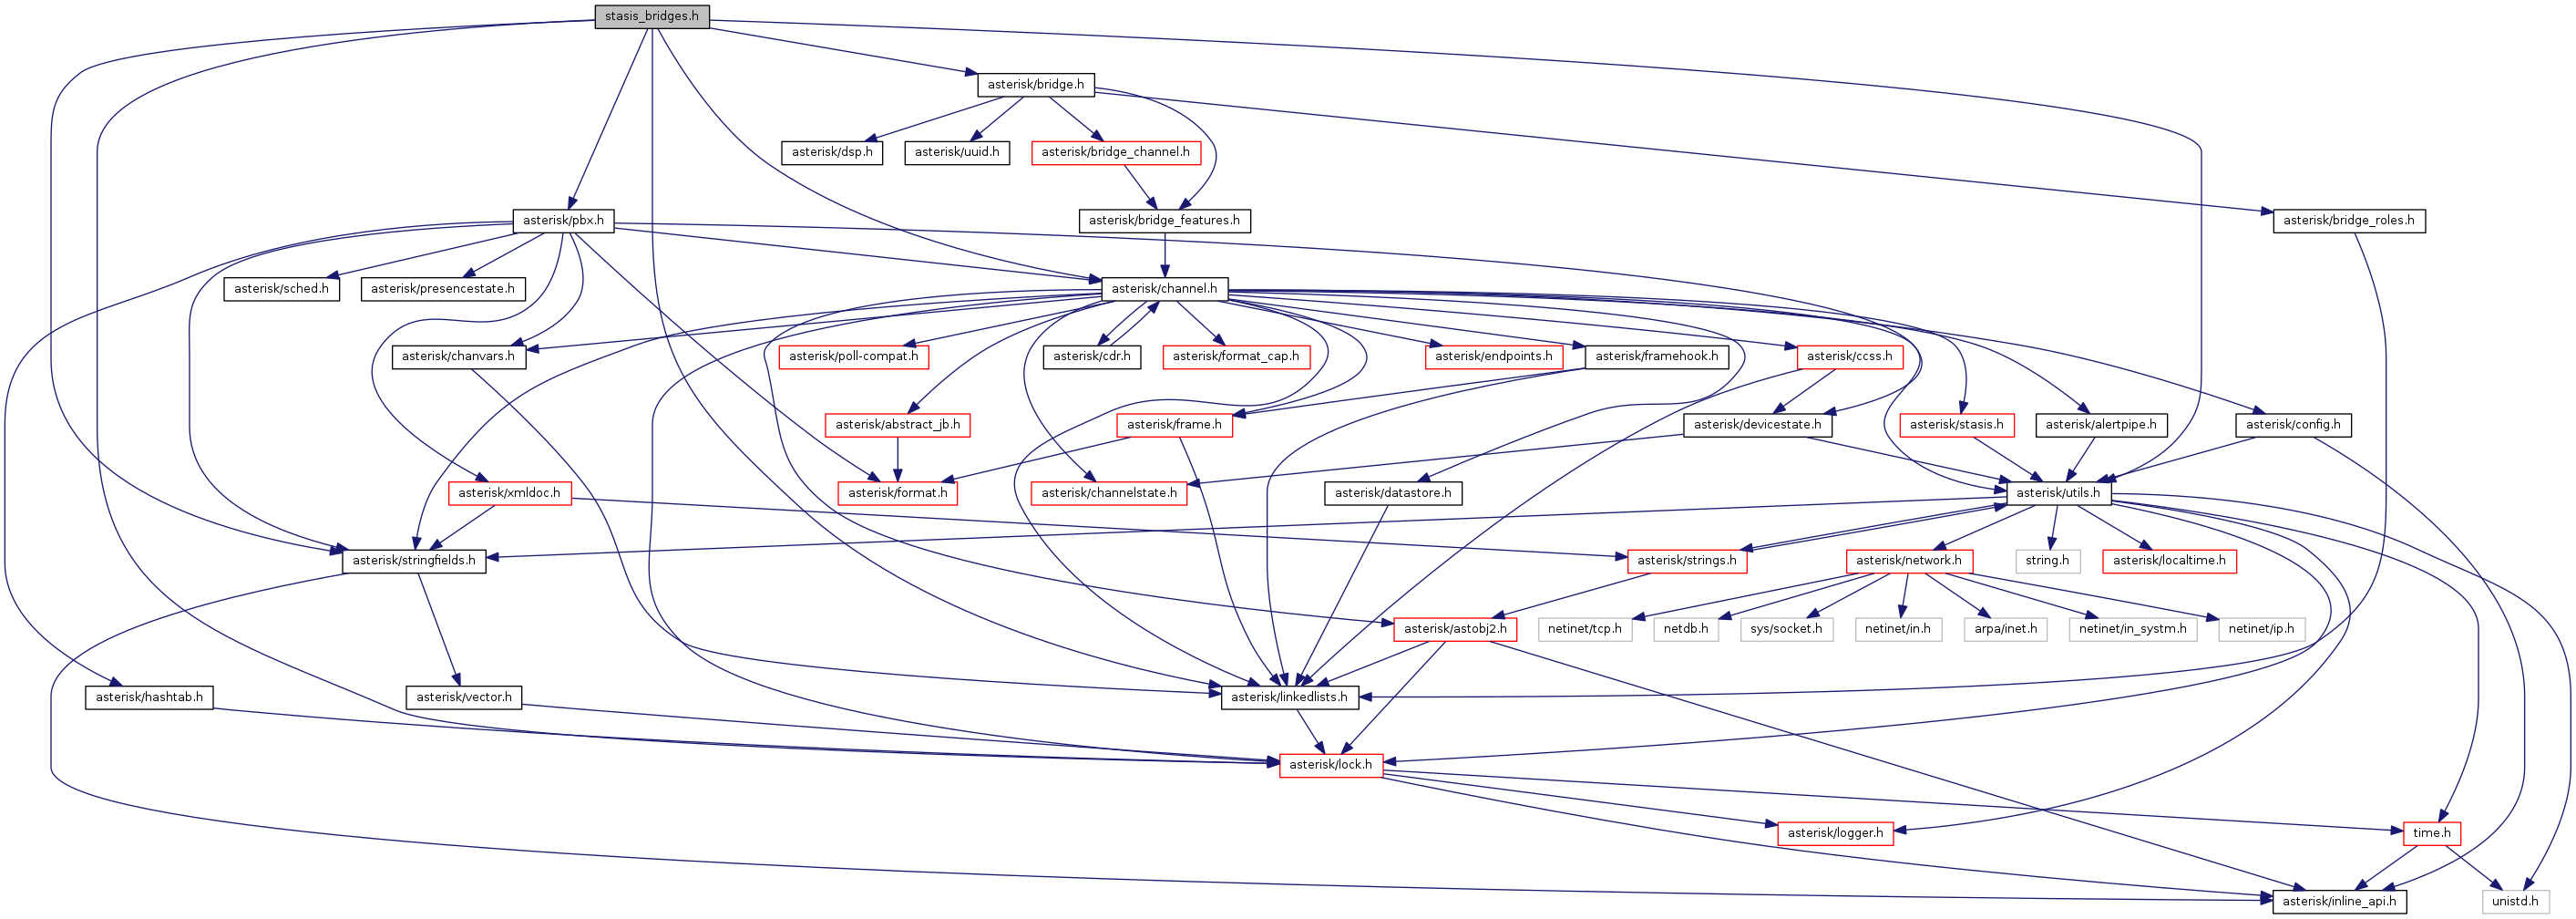 stasis_bridges.h
asterisk/bridge.h
asterisk/dsp.h
asterisk/uuid.h
asterisk/bridge_channel.h
asterisk/pbx.h
asterisk/bridge_features.h
asterisk/bridge_roles.h
asterisk/sched.h
asterisk/presencestate.h
asterisk/channel.h
asterisk/chanvars.h
asterisk/poll-compat.h
asterisk/cdr.h
asterisk/format_cap.h
asterisk/endpoints.h
asterisk/framehook.h
asterisk/ccss.h
asterisk/abstract_jb.h
asterisk/frame.h
asterisk/devicestate.h
asterisk/stasis.h
asterisk/alertpipe.h
asterisk/config.h
asterisk/xmldoc.h
asterisk/format.h
asterisk/channelstate.h
asterisk/datastore.h
asterisk/utils.h
asterisk/stringfields.h
asterisk/strings.h
asterisk/network.h
string.h
asterisk/localtime.h
asterisk/astobj2.h
netinet/tcp.h
netdb.h
sys/socket.h
netinet/in.h
arpa/inet.h
netinet/in_systm.h
netinet/ip.h
asterisk/hashtab.h
asterisk/vector.h
asterisk/linkedlists.h
asterisk/lock.h
asterisk/logger.h
time.h
asterisk/inline_api.h
unistd.h